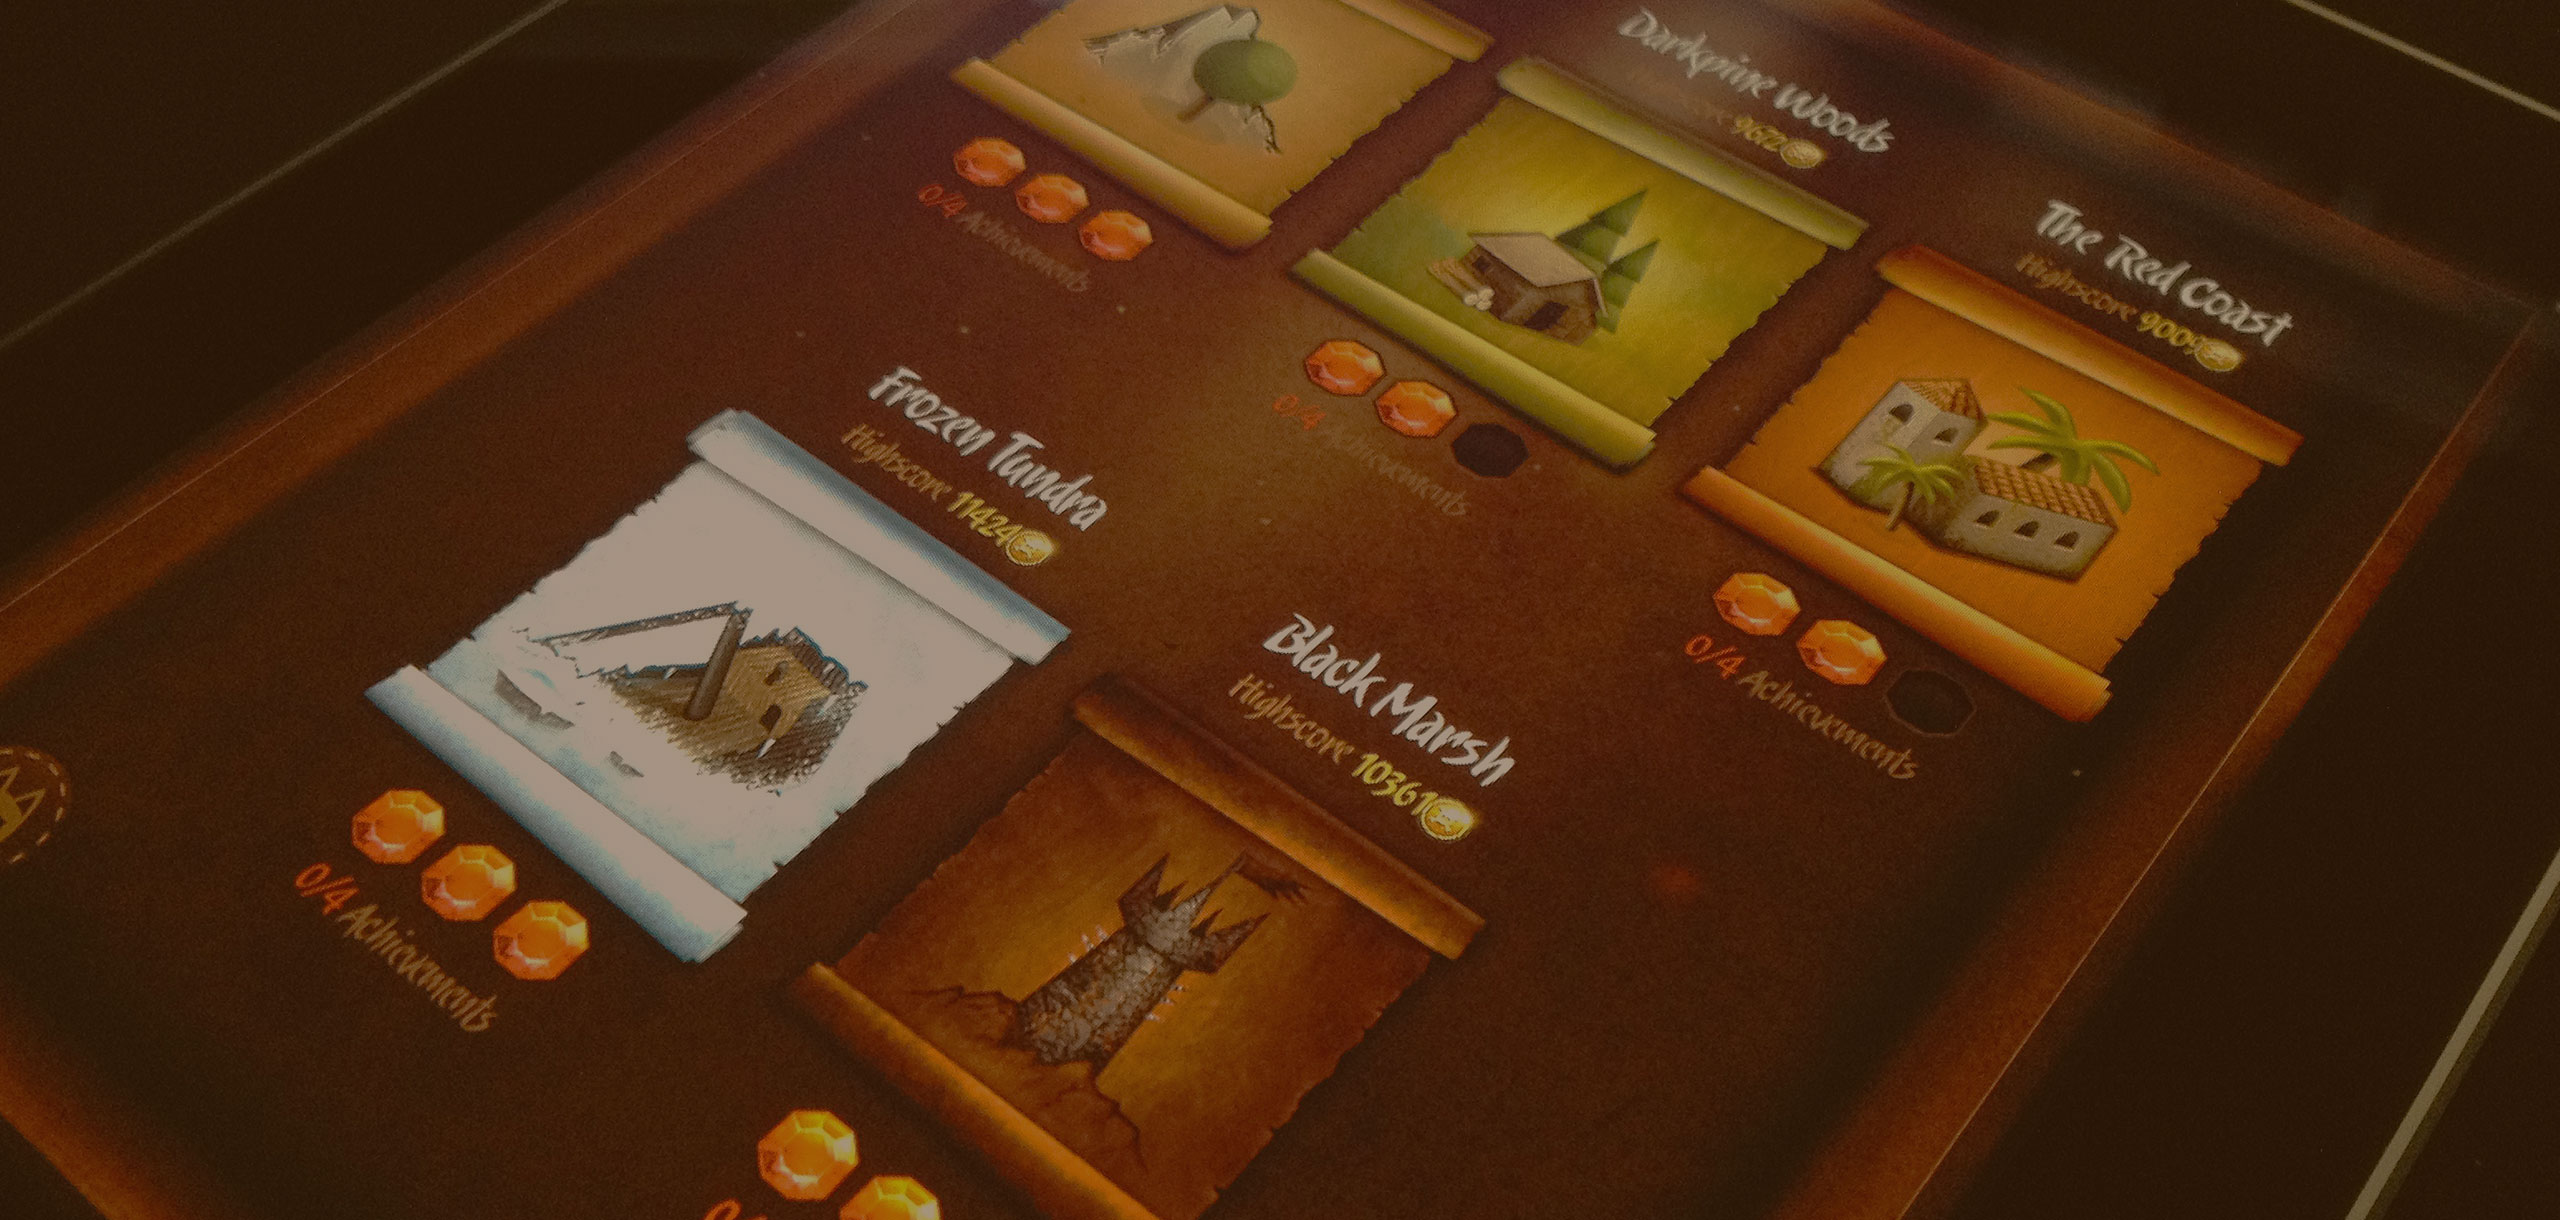 0/4 Achievements
Darkpine Woods
9672
0/4 Achievements
The Red Coast
Highscore 9009
0/4 Achievements
Frozen Tundra
Highscore 11424
0/4 Achievements
Black Marsh
Highscore 10361